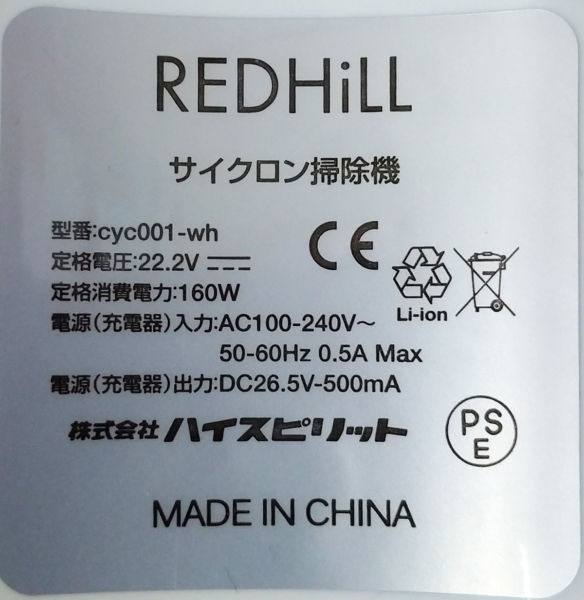 REDHiLL
サイクロン掃除機
型番:cyc001-wh
定格電圧:22.2V
定格消費電力:160W
電源(充電器)入力:AC100-240V～
50-60Hz 0.5A Max
電源(充電器)出力:DC26.5V-500mA
CE
Li-ion
株式会社 ハイスピリット
PS
E
MADE IN CHINA